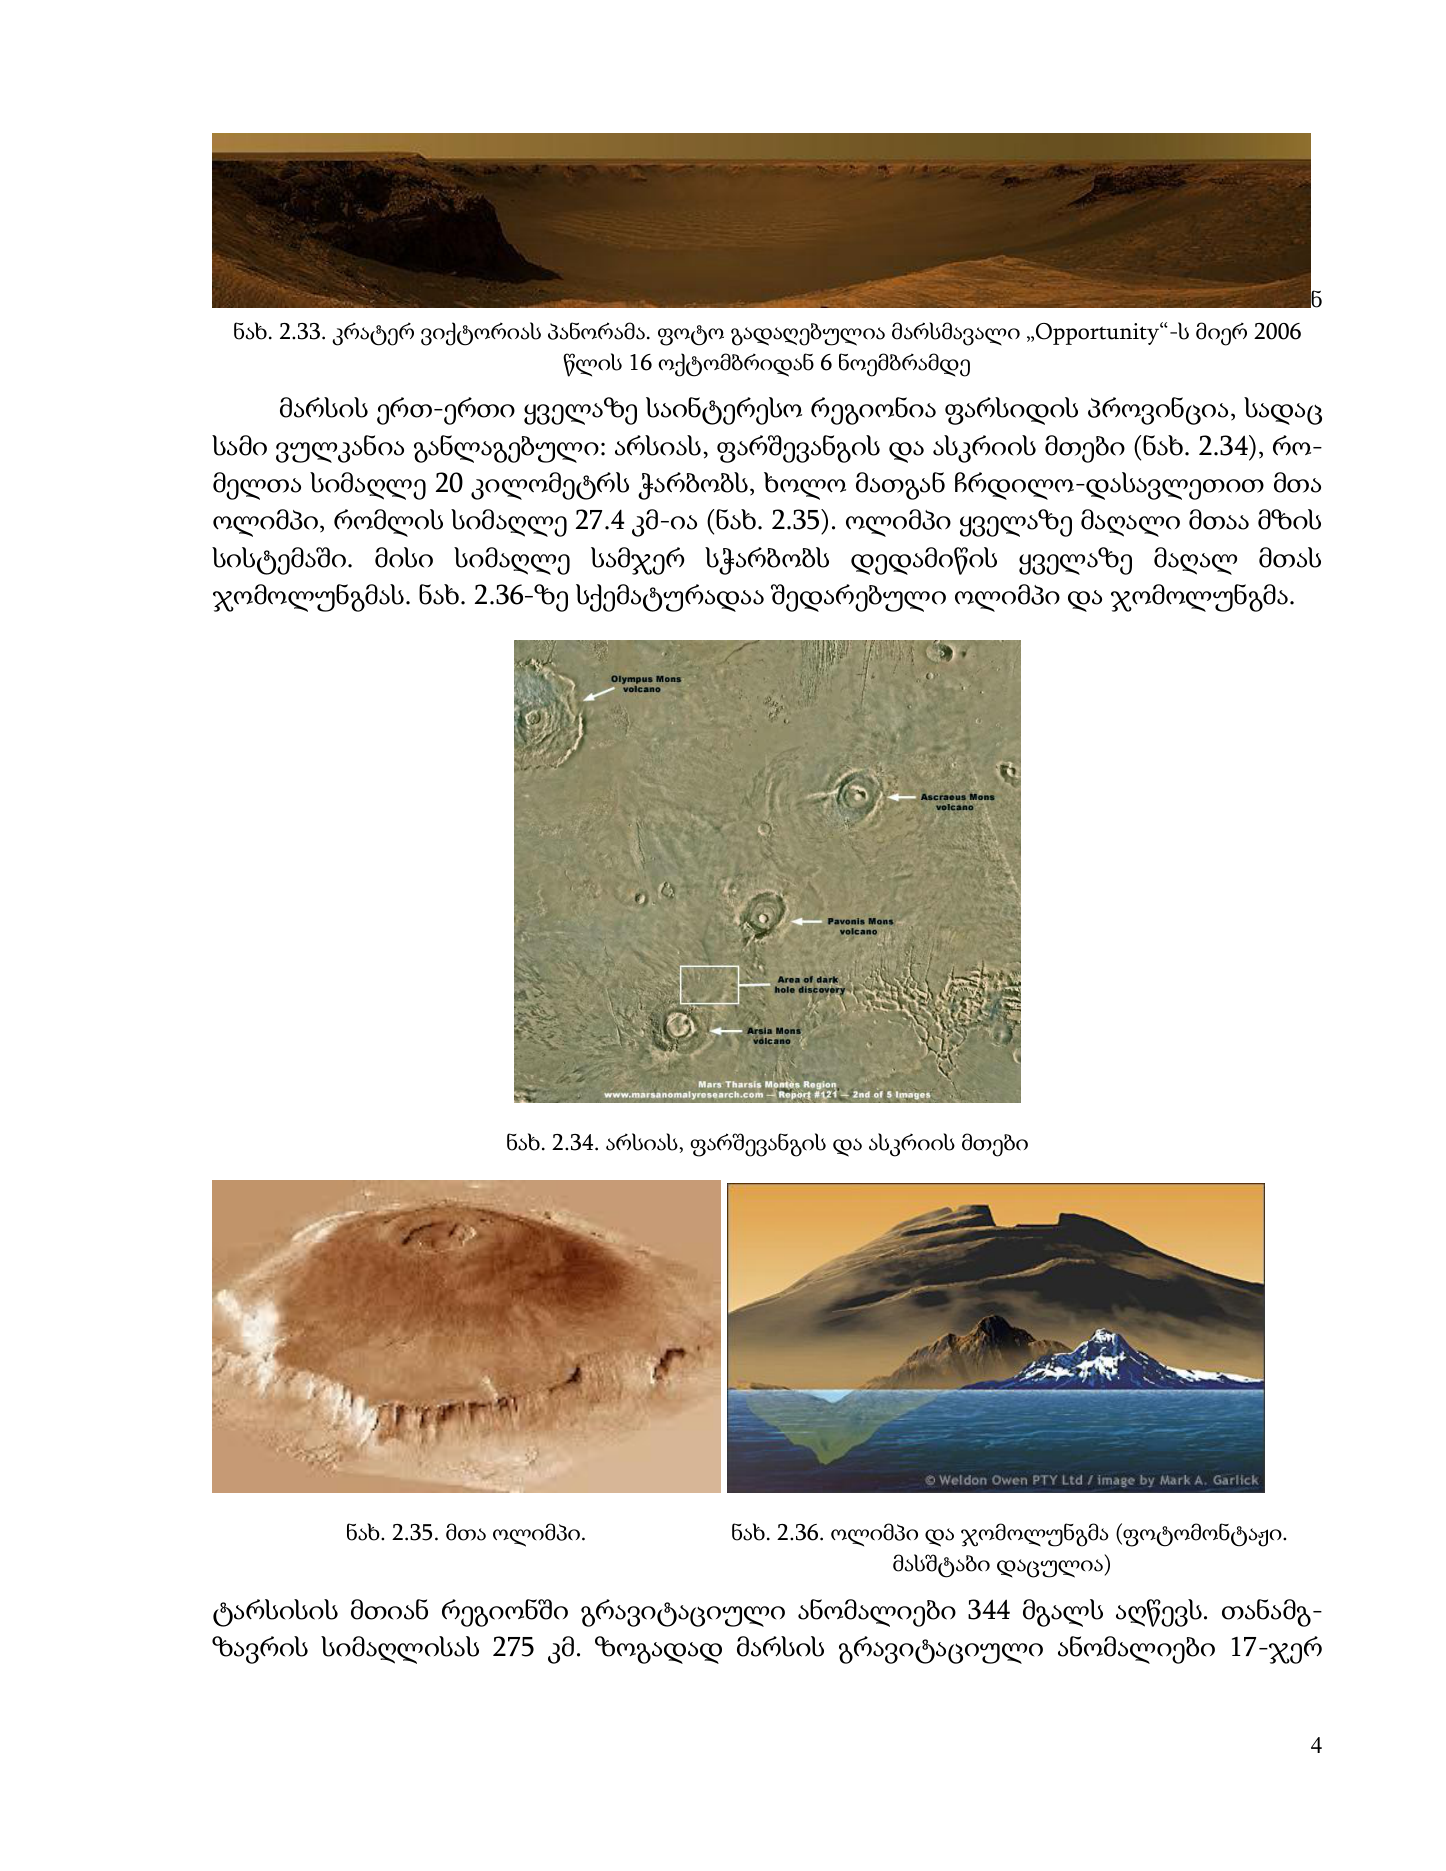 ნ
ნახ. 2.33. კრატერ ვიქტორიას პანორამა. ფოტო გადაღებულია მარსმავალი „Opportunity“-ს მიერ 2006
წლის 16 ოქტომბრიდან 6 ნოემბრამდე
მარსის ერთ-ერთი ყველაზე საინტერესო რეგიონია ფარსიდის პროვინცია, სადაც
სამი ვულკანია განლაგებული: არსიას, ფარშევანგის და ასკრიის მთები (ნახ. 2.34), რო-
მელთა სიმაღლე 20 კილომეტრს ჭარბობს, ხოლო მათგან ჩრდილო-დასავლეთით მთა
ოლიმპი, რომლის სიმაღლე 27.4 კმ-ია (ნახ. 2.35). ოლიმპი ყველაზე მაღალი მთაა მზის
სისტემაში. მისი სიმაღლე სამჯერ სჭარბობს დედამიწის ყველაზე მაღალ მთას
ჯომოლუნგმას. ნახ. 2.36-ზე სქემატურადაა შედარებული ოლიმპი და ჯომოლუნგმა.
Olympus Mons
volcano
Ascraeus Mons
volcano
Pavonis Mons
volcano
Area of dark
hole discovery
Arsia Mons
volcano
Mars Tharsis Montes Region
www.marsanomalyresearch.com — Report #121 — 2nd of 5 Images
ნახ. 2.34. არსიას, ფარშევანგის და ასკრიის მთები
© Weldon Owen PTY Ltd / image by Mark A. Garlick
ნახ. 2.35. მთა ოლიმპი.
ნახ. 2.36. ოლიმპი და ჯომოლუნგმა (ფოტომონტაჟი.
მასშტაბი დაცულია)
ტარსისის მთიან რეგიონში გრავიტაციული ანომალიები 344 მგალს აღწევს. თანამგ-
ზავრის სიმაღლისას 275 კმ. ზოგადად მარსის გრავიტაციული ანომალიები 17-ჯერ
4